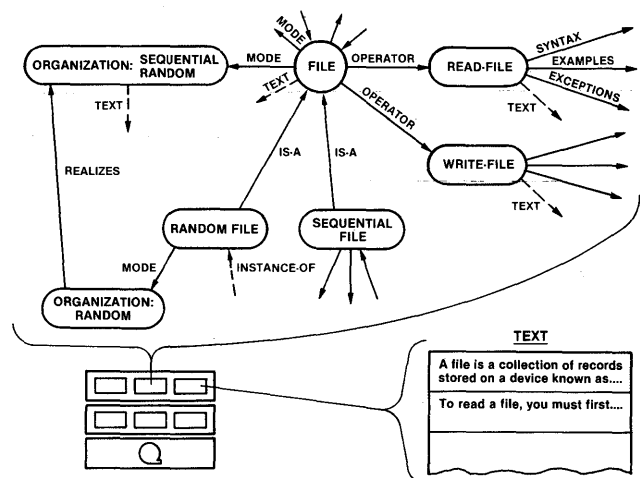 MODE
ORGANIZATION: SEQUENTIAL
RANDOM
MODE
FILE
OPERATOR
READ-FILE
SYNTAX
EXAMPLES
EXCEPTIONS
TEXT
TEXT
TEXT
OPERATOR
REALIZES
IS-A
IS-A
WRITE-FILE
TEXT
RANDOM FILE
SEQUENTIAL
FILE
MODE
INSTANCE-OF
ORGANIZATION:
RANDOM
TEXT
A file is a collection of records
stored on a device known as....
To read a file, you must first....